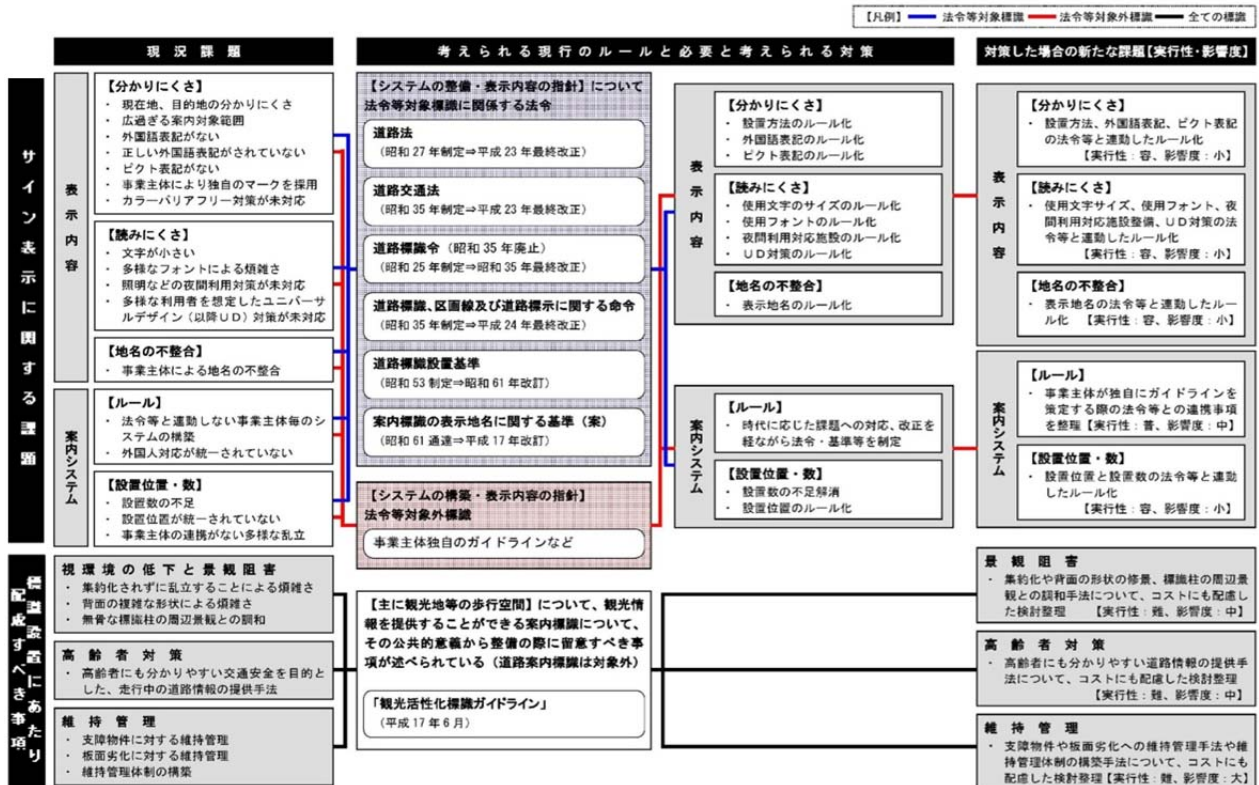 【凡例】 法令等対象標識 法令等対象外標識 全ての標識
現況課題
考えられる現行のルールと必要と考えられる対策
対策した場合の新たな課題【実行性・影響度】
サイン表示に関する課題
表示内容
【分かりにくさ】
・ 現在地、目的地の分かりにくさ
・ 広過ぎる案内対象範囲
・ 外国語表記がない
・ 正しい外国語表記がされていない
・ ピクト表記がない
・ 事業主体により独自のマークを採用
・ カラーバリアフリー対策が未対応
【読みにくさ】
・ 文字が小さい
・ 多様なフォントによる煩雑さ
・ 照明などの夜間利用対策が未対応
・ 多様な利用者を想定したユニバーサ
ルデザイン(以降UD)対策が未対応
【地名の不整合】
・ 事業主体による地名の不整合
案内システム
【ルール】
・ 法令等と連動しない事業主体毎のシ
ステムの構築
・ 外国人対応が統一されていない
【設置位置・数】
・ 設置数の不足
・ 設置位置が統一されていない
・ 事業主体の連携がない多様な乱立
【システムの整備・表示内容の指針】について
法令等対象標識に関係する法令
道路法
(昭和27年制定⇒平成23年最終改正)
道路交通法
(昭和35年制定⇒平成23年最終改正)
道路標識令(昭和35年廃止)
(昭和25年制定⇒昭和35年最終改正)
道路標識、区画線及び道路標示に関する命令
(昭和35年制定⇒平成24年最終改正)
道路標識設置基準
(昭和53制定⇒昭和61年改訂)
案内標識の表示地名に関する基準(案)
(昭和61通達⇒平成17年改訂)
【システムの構築・表示内容の指針】
法令等対象外標識
事業主体独自のガイドラインなど
表示内容
【分かりにくさ】
・ 設置方法のルール化
・ 外国語表記のルール化
・ ピクト表記のルール化
【読みにくさ】
・ 使用文字のサイズのルール化
・ 使用フォントのルール化
・ 夜間利用対応施設のルール化
・ UD対策のルール化
【地名の不整合】
・ 表示地名のルール化
案内システム
【ルール】
・ 時代に応じた課題への対応、改正を
経ながら法令・基準等を制定
【設置位置・数】
・ 設置数の不足解消
・ 設置位置のルール化
表示内容
【分かりにくさ】
・ 設置方法、外国語表記、ピクト表記
の法令等と連動したルール化
【実行性:容、影響度:小】
【読みにくさ】
・ 使用文字サイズ、使用フォント、夜
間利用対応施設整備、UD対策の法
令等と連動したルール化
【実行性:容、影響度:小】
【地名の不整合】
・ 表示地名の法令等と連動したルー
ル化 【実行性:容、影響度:小】
案内システム
【ルール】
・ 事業主体が独自にガイドラインを
策定する際の法令等との連携事項
を整理【実行性:普、影響度:中】
【設置位置・数】
・ 設置位置と設置数の法令等と連動
したルール化
【実行性:容、影響度:小】
標識設置にあたり
配慮すべき事項
視環境の低下と景観阻害
・ 集約化されずに乱立することによる煩雑さ
・ 背面の複雑な形状による煩雑さ
・ 無骨な標識柱の周辺景観との調和
高齢者対策
・ 高齢者にも分かりやすい交通安全を目的と
した、走行中の道路情報の提供手法
維持管理
・ 支障物件に対する維持管理
・ 板面劣化に対する維持管理
・ 維持管理体制の構築
【主に観光地等の歩行空間】について、観光情
報を提供することができる案内標識について、
その公共的意義から整備の際に留意すべき事
項が述べられている(道路案内標識は対象外)
「観光活性化標識ガイドライン」
(平成17年6月)
景観阻害
・ 集約化や背面の形状の修景、標識柱の周辺景
観との調和手法について、コストにも配慮し
た検討整理 【実行性:難、影響度:中】
高齢者対策
・ 高齢者にも分かりやすい道路情報の提供手
法について、コストにも配慮した検討整理
【実行性:難、影響度:中】
維持管理
・ 支障物件や板面劣化への維持管理手法や維
持管理体制の構築手法について、コストにも
配慮した検討整理【実行性:難、影響度:大】